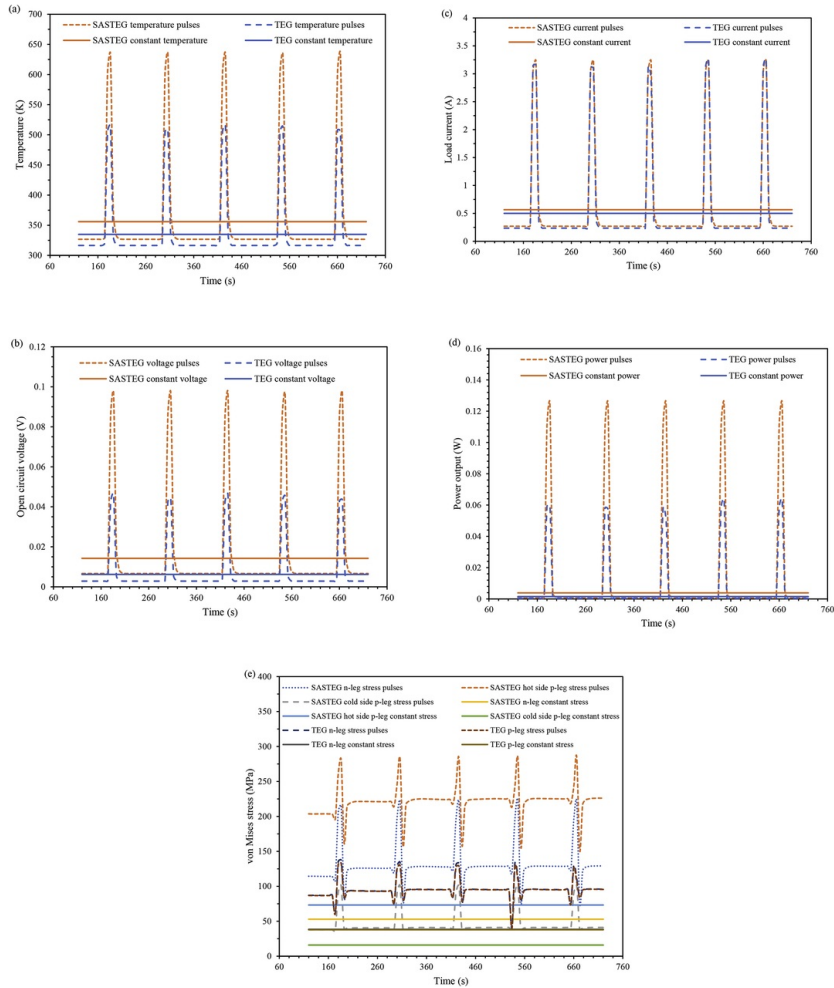 (a)
SASTEG temperature pulses TEG temperature pulses
SASTEG constant temperature TEG constant temperature
700
650
600
550
500
450
400
350
300
Temperature (K)
60 160 260 360 460 560 660 760
Time (s)
(c)
SASTEG current pulses TEG current pulses
SASTEG constant current TEG constant current
4
3.5
3
2.5
2
1.5
1
0.5
0
Load current (A)
60 160 260 360 460 560 660 760
Time (s)
(b)
SASTEG voltage pulses TEG voltage pulses
SASTEG constant voltage TEG constant voltage
0.12
0.1
0.08
0.06
0.04
0.02
0
Open circuit voltage (V)
60 160 260 360 460 560 660 760
Time (s)
(d)
SASTEG power pulses TEG power pulses
SASTEG constant power TEG constant power
0.16
0.14
0.12
0.1
0.08
0.06
0.04
0.02
0
Power output (W)
60 160 260 360 460 560 660 760
Time (s)
(e)
SASTEG n-leg stress pulses SASTEG hot side p-leg stress pulses
SASTEG cold side p-leg stress pulses SASTEG n-leg constant stress
SASTEG hot side p-leg constant stress SASTEG cold side p-leg constant stress
TEG n-leg stress pulses TEG p-leg stress pulses
TEG n-leg constant stress TEG p-leg constant stress
400
350
300
250
200
150
100
50
0
von Mises stress (MPa)
60 160 260 360 460 560 660 760
Time (s)